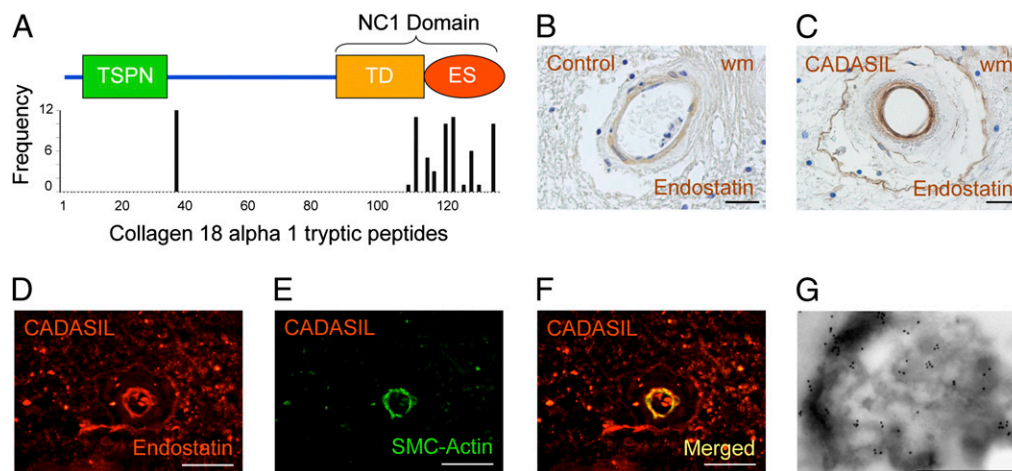 A
NC1 Domain
TSPN
TD
ES
Frequency
12
6
0
1
20
40
60
80
100
120
Collagen 18 alpha 1 tryptic peptides
B
Control
wm
Endostatin
C
CADASIL
wm
Endostatin
D
CADASIL
Endostatin
E
CADASIL
SMC-Actin
F
CADASIL
Merged
G